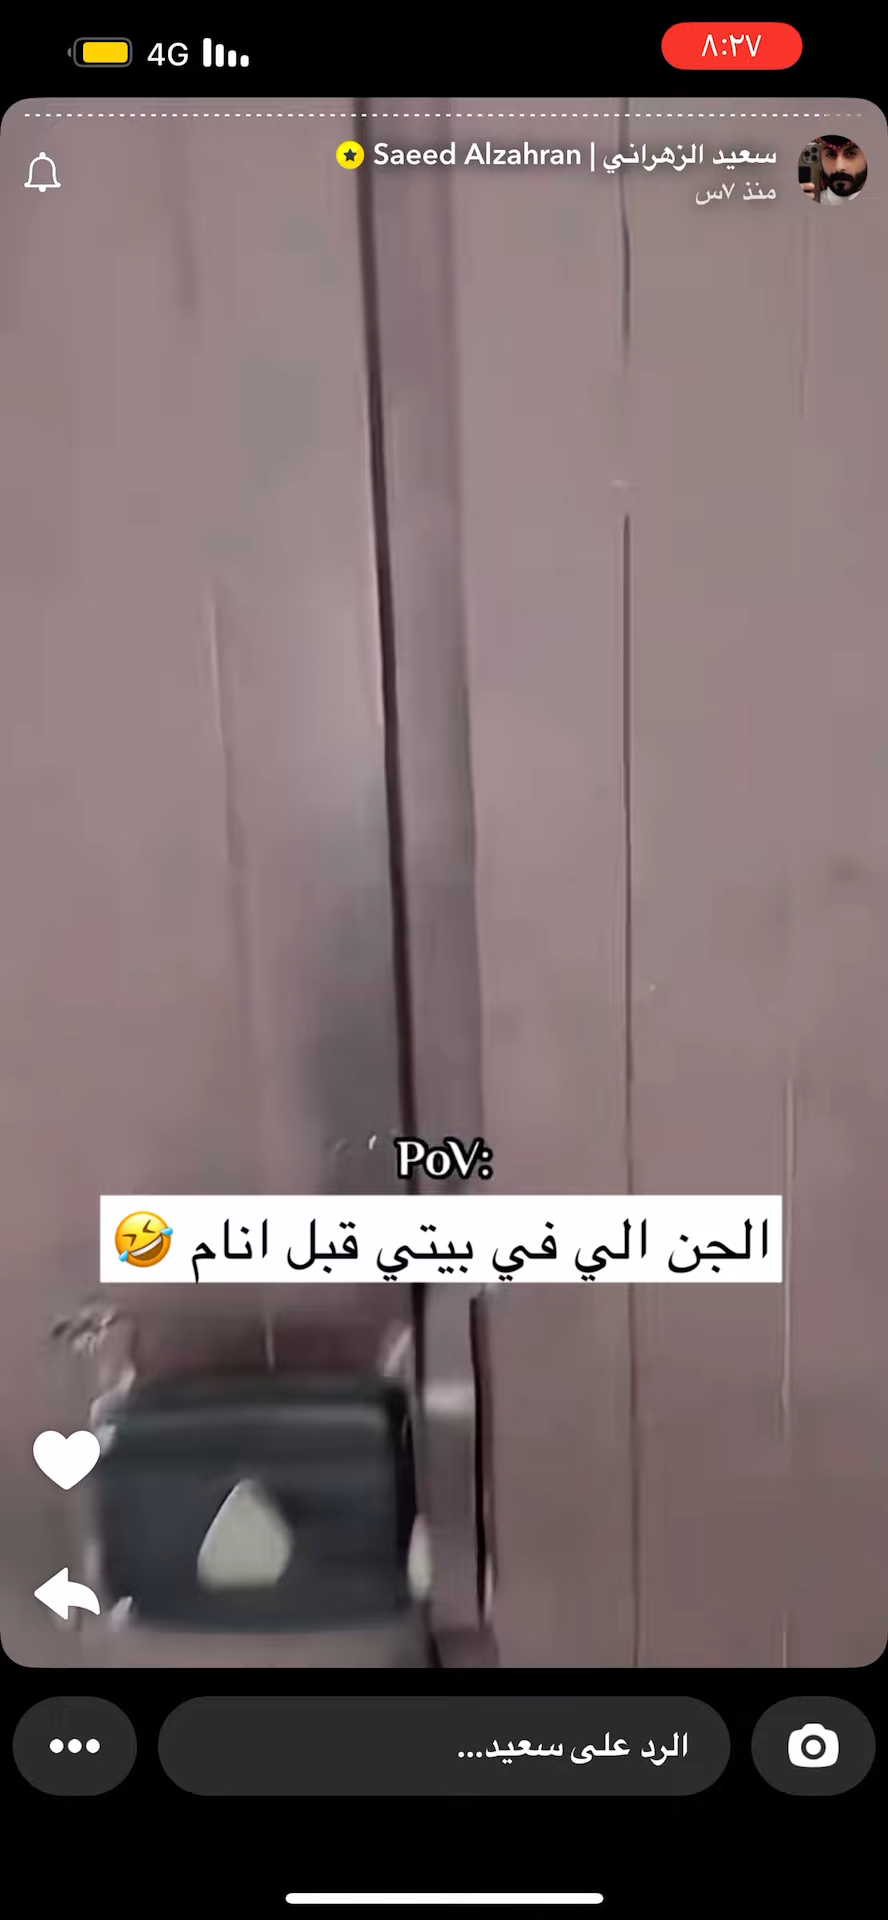 4G
٨:٢٧
سعيد الزهراني | Saeed Alzahran
منذ ٧س
PoV:
الجن الي في بيتي قبل انام 🤣
الرد على سعيد...